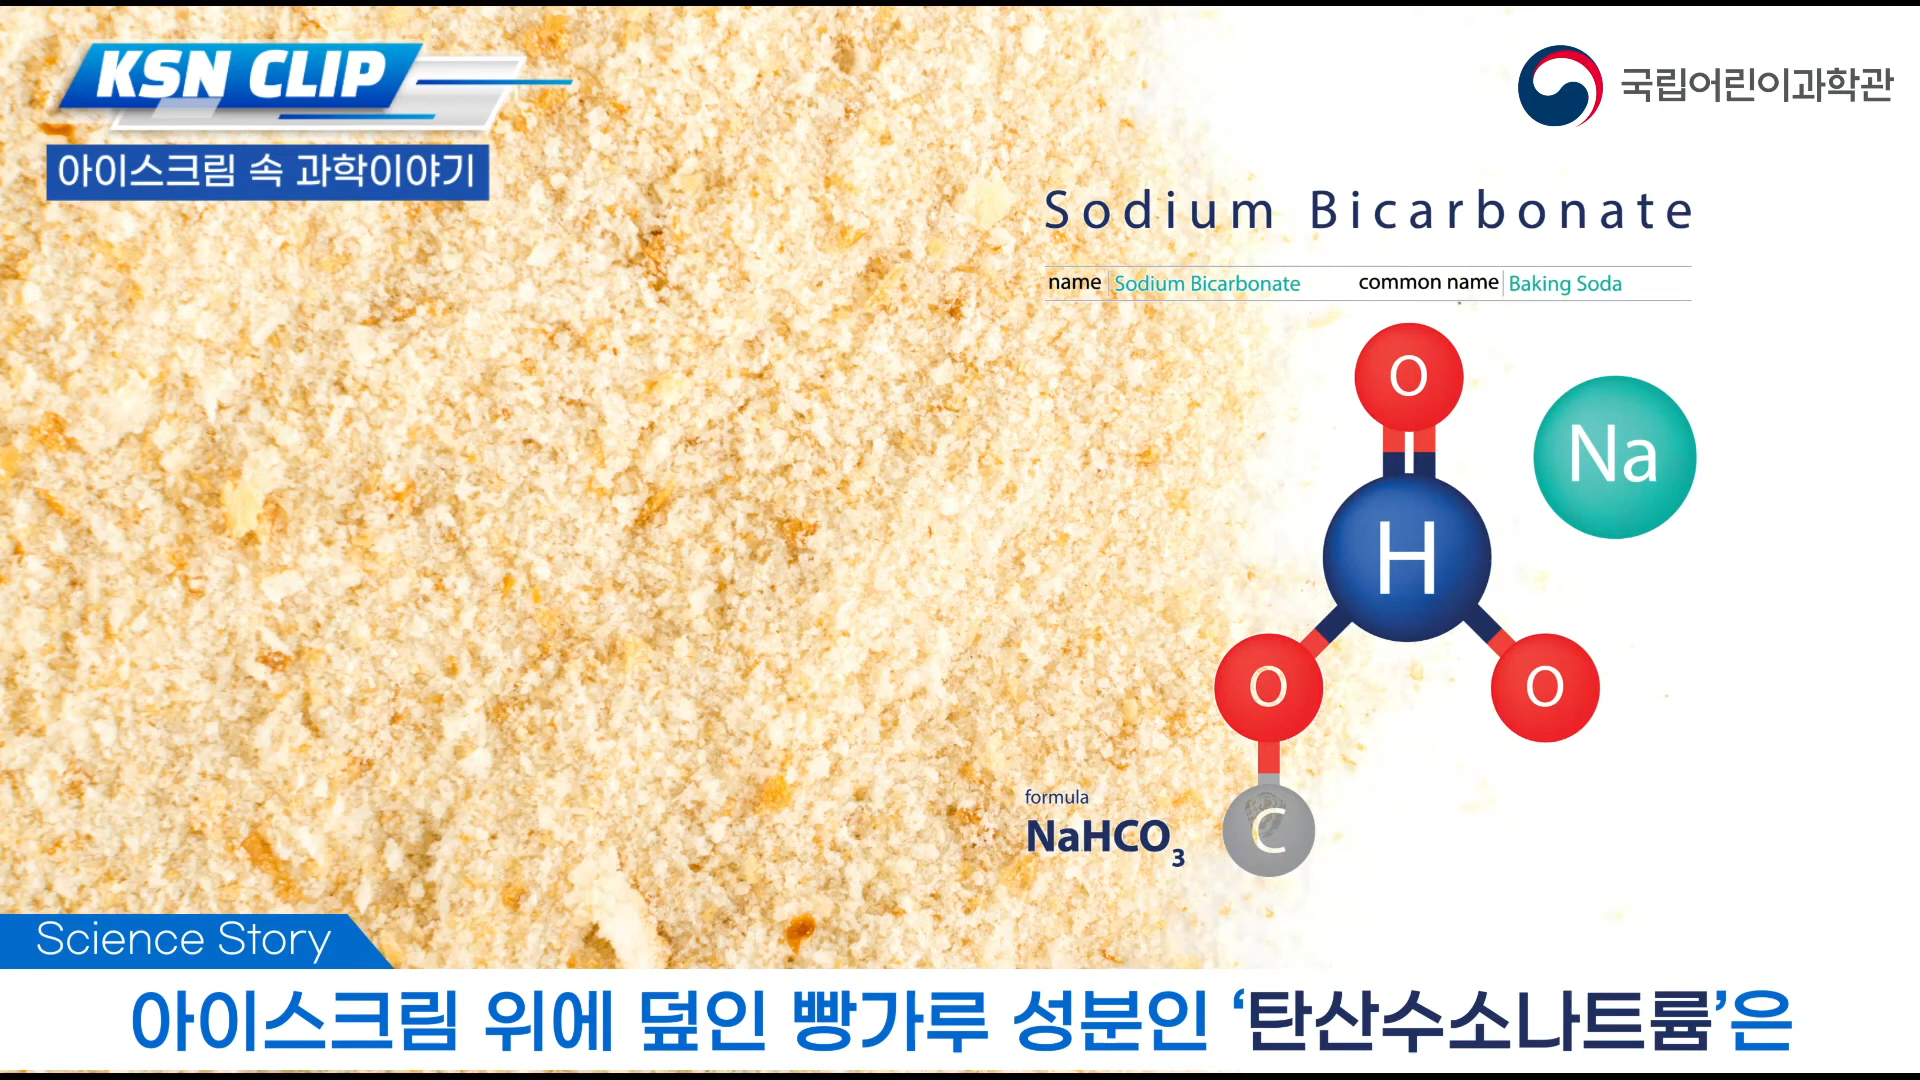 KSN CLIP
국립어린이과학관
아이스크림 속 과학이야기
Sodium Bicarbonate
name Sodium Bicarbonate common name Baking Soda
O
Na
H
O O
formula
NaHCO₃
C
Science Story
아이스크림 위에 덮인 빵가루 성분인 ‘탄산수소나트륨’은